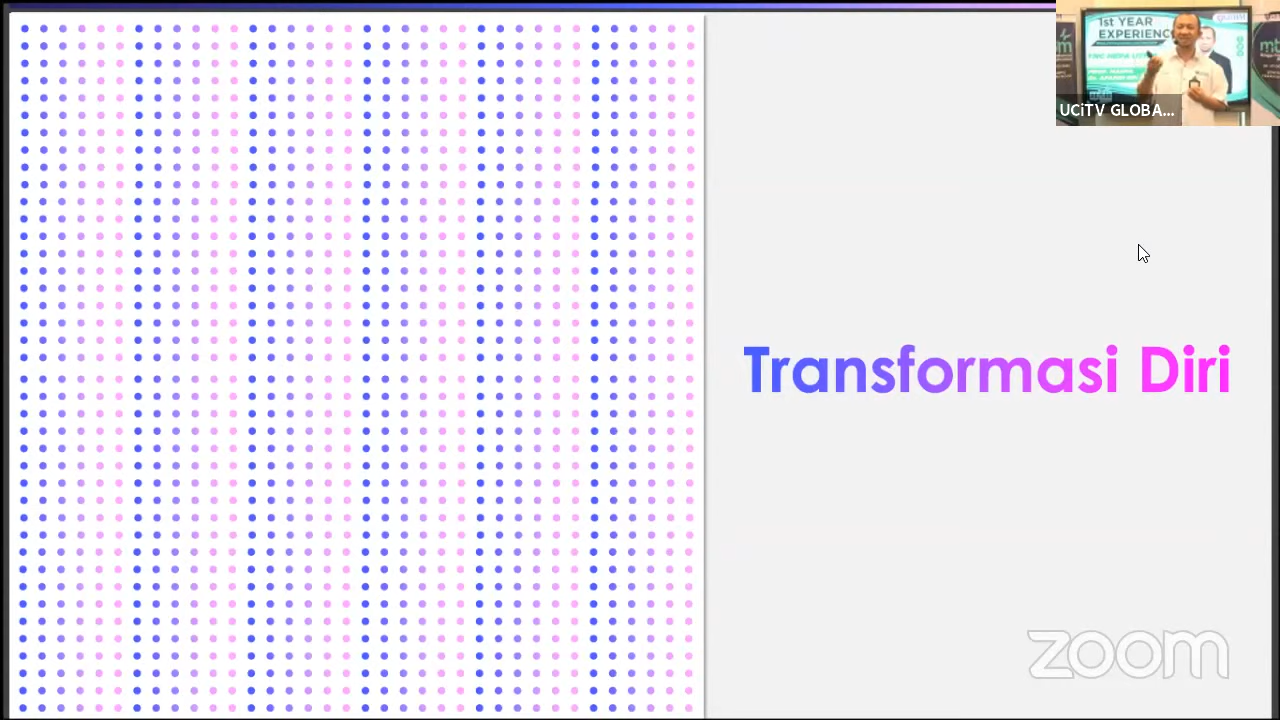 1st YEAR
EXPERIENC
UCiTV GLOBA...
Transformasi Diri
zoom